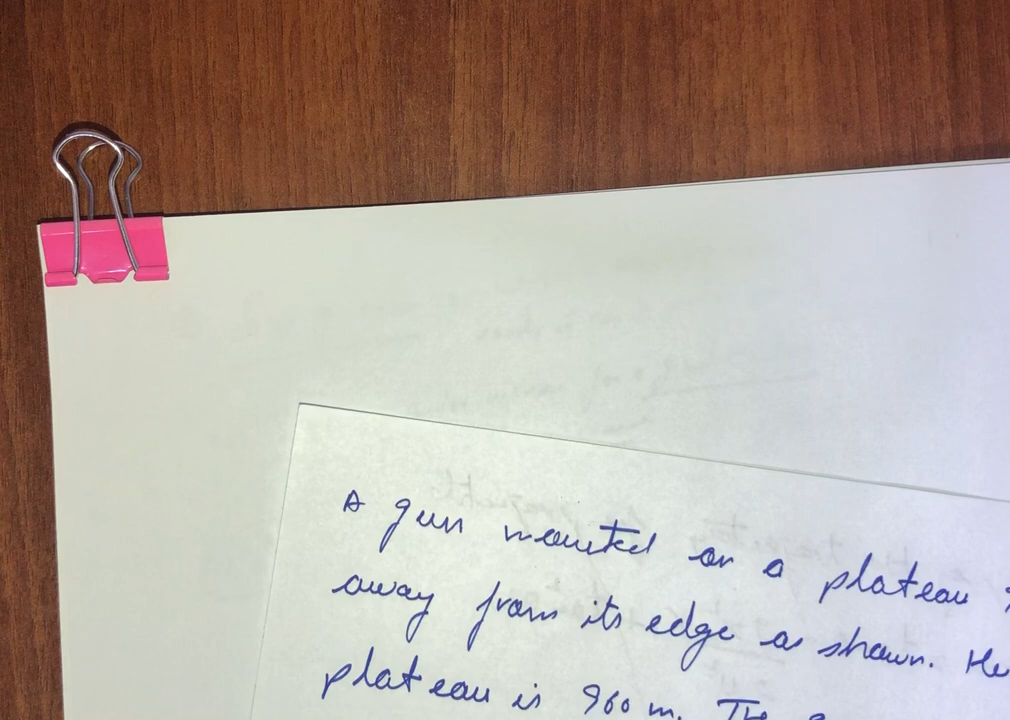 A gun mounted on a plateau
away from its edge as shown.
plateau is 960 m. The